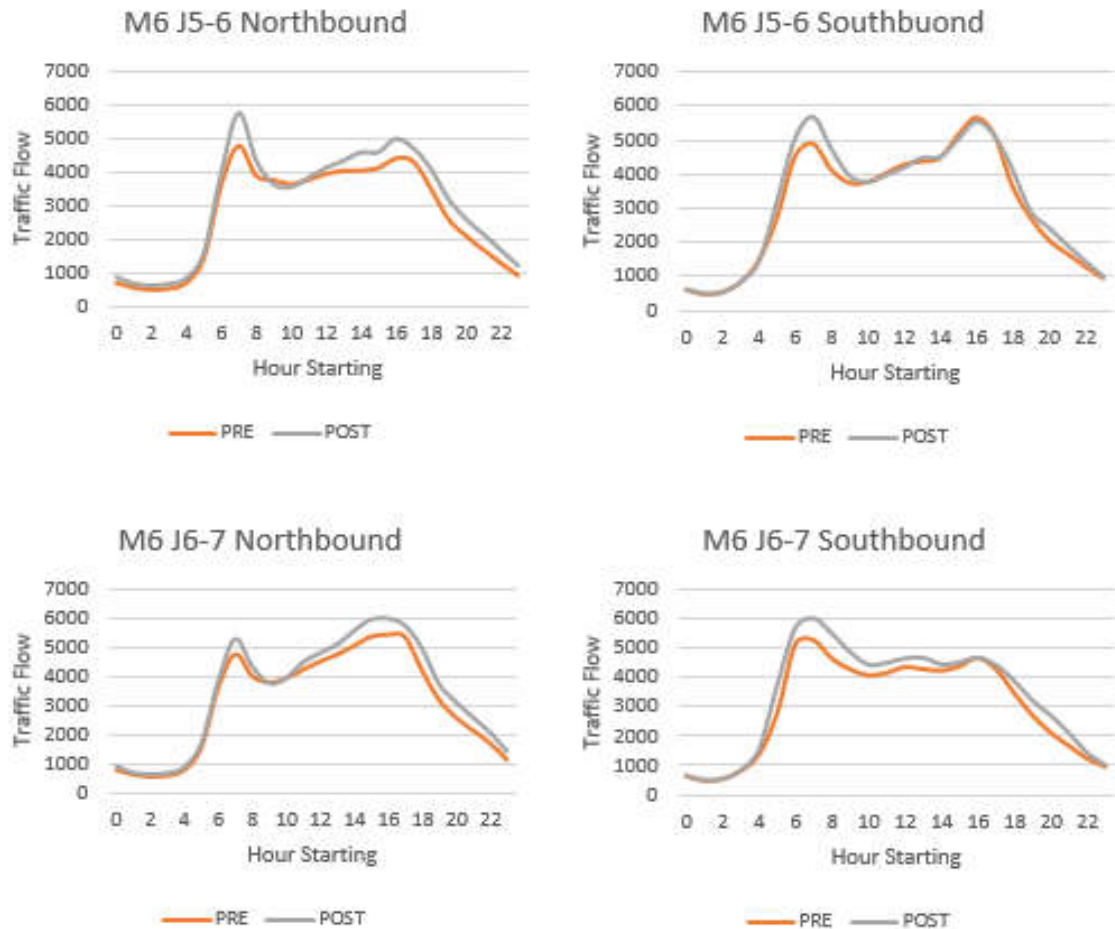 M6 J5-6 Northbound
7000
6000
5000
4000
3000
2000
1000
0
Traffic Flow
0 2 4 6 8 10 12 14 16 18 20 22
Hour Starting
PRE POST
M6 J5-6 Southbuond
7000
6000
5000
4000
3000
2000
1000
0
Traffic Flow
0 2 4 6 8 10 12 14 16 18 20 22
Hour Starting
PRE POST
M6 J6-7 Northbound
7000
6000
5000
4000
3000
2000
1000
0
Traffic Flow
0 2 4 6 8 10 12 14 16 18 20 22
Hour Starting
PRE POST
M6 J6-7 Southbound
7000
6000
5000
4000
3000
2000
1000
0
Traffic Flow
0 2 4 6 8 10 12 14 16 18 20 22
Hour Starting
PRE POST